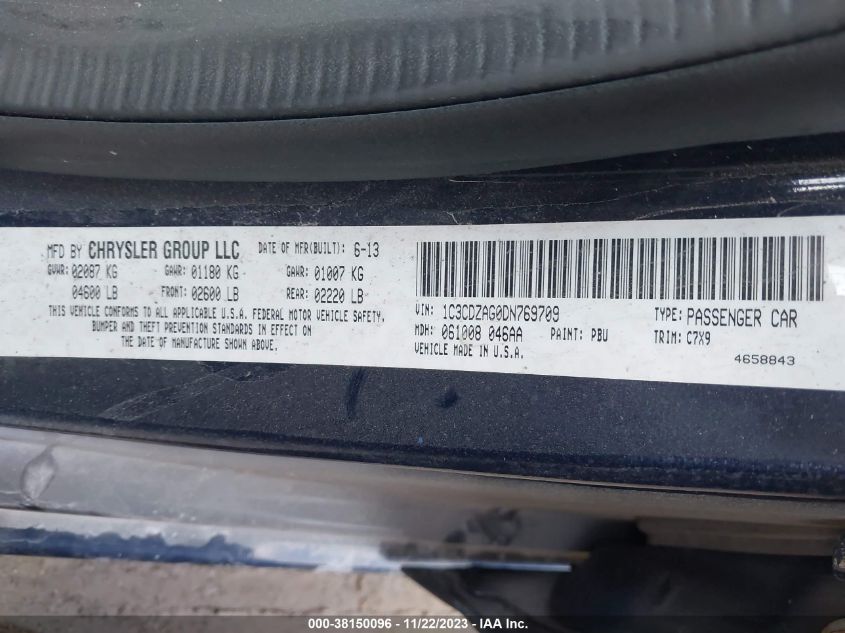 MFD BY CHRYSLER GROUP LLC DATE OF MFR(BUILT): 6-13
GVWR: 02087 KG GAWR: 01180 KG GAWR: 01007 KG
04600 LB FRONT: 02600 LB REAR: 02220 LB
THIS VEHICLE CONFORMS TO ALL APPLICABLE U.S.A. FEDERAL MOTOR VEHICLE SAFETY,
BUMPER AND THEFT PREVENTION STANDARDS IN EFFECT ON
THE DATE OF MANUFACTURE SHOWN ABOVE.
VIN: 1C3CDZAG0DN769709 TYPE: PASSENGER CAR
MDH: 061008 046AA PAINT: PBU TRIM: C7X9
VEHICLE MADE IN U.S.A. 4658843
000-38150096 - 11/22/2023 - IAA Inc.